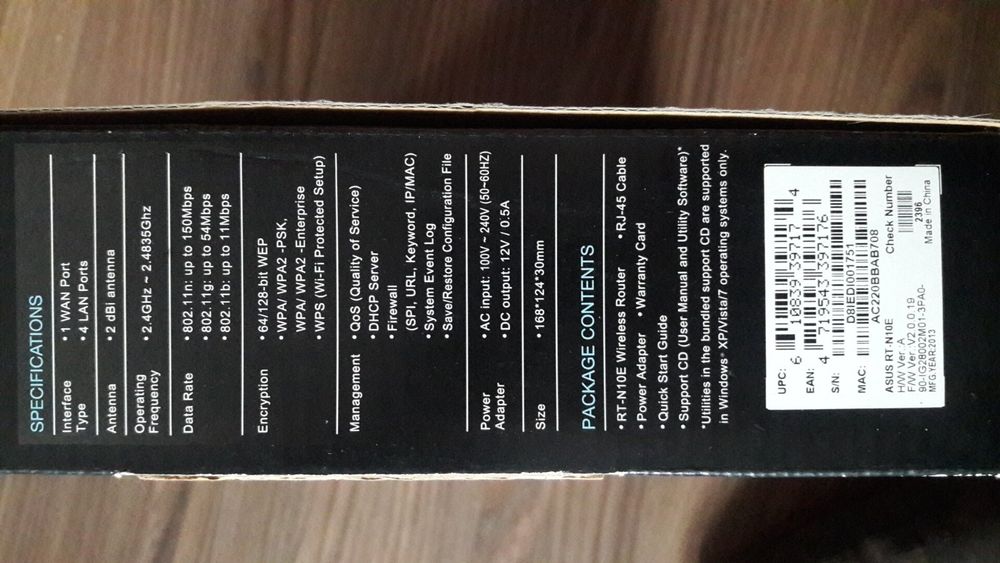 SPECIFICATIONS
Interface Type • 1 WAN Port
• 4 LAN Ports
Antenna • 2 dBi antenna
Operating Frequency • 2.4GHz ~ 2.4835Ghz
Data Rate • 802.11n: up to 150Mbps
• 802.11g: up to 54Mbps
• 802.11b: up to 11Mbps
Encryption • 64/128-bit WEP
• WPA/ WPA2 -PSK,
WPA/ WPA2 -Enterprise
WPS (Wi-Fi Protected Setup)
Management • QoS (Quality of Service)
• DHCP Server
• Firewall
(SPI, URL, Keyword, IP/MAC)
• System Event Log
• Save/Restore Configuration File
Power Adapter • AC Input: 100V ~ 240V (50~60HZ)
• DC output: 12V / 0.5A
Size • 168*124*30mm
PACKAGE CONTENTS
• RT-N10E Wireless Router • RJ-45 Cable
• Power Adapter • Warranty Card
• Quick Start Guide
• Support CD (User Manual and Utility Software)*
*Utilities in the bundled support CD are supported
in Windows® XP/Vista/7 operating systems only.
UPC: 6 10839 39717 4
EAN: 4 719543 397176
S/N: D8IED1001751
MAC: AC220BBAB708
ASUS RT-N10E Check Number
H/W Ver.:A
F/W Ver.:V2.0.0.19 2396
90-IG28002M01-3PA0-
MFG.YEAR:2013 Made in China